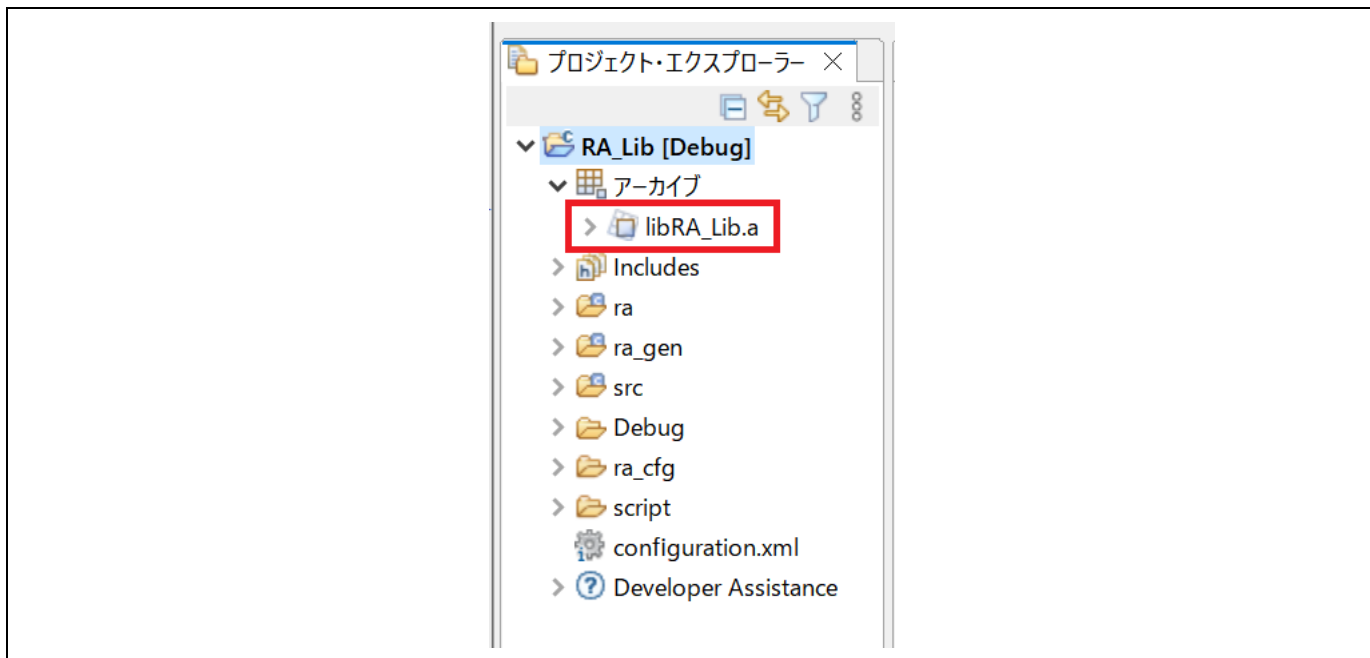 プロジェクト・エクスプローラー
RA_Lib [Debug]
アーカイブ
libRA_Lib.a
Includes
ra
ra_gen
src
Debug
ra_cfg
script
configuration.xml
Developer Assistance